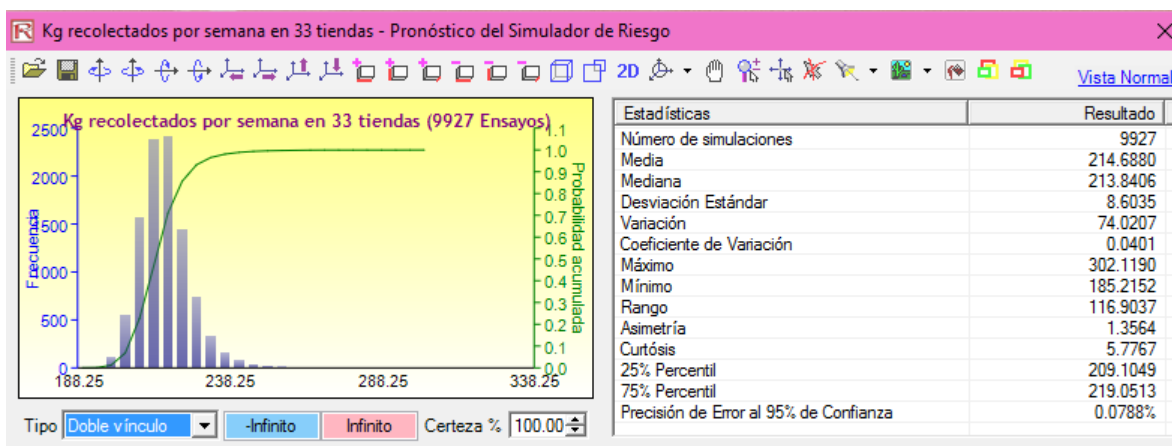 Kg recolectados por semana en 33 tiendas - Pronóstico del Simulador de Riesgo
2D
Vista Normal
Kg recolectados por semana en 33 tiendas (9927 Ensayos)
Frecuencia
2500
2000
1500
1000
500
0
188.25 238.25 288.25 338.25
1.1
1.0
0.9
0.8
0.7
0.6
0.5
0.4
0.3
0.2
0.1
0.0
Probabilidad acumulada
Tipo Doble vínculo -Infinito Infinito Certeza % 100.00
Estadísticas Resultado
Número de simulaciones 9927
Media 214.6880
Mediana 213.8406
Desviación Estándar 8.6035
Variación 74.0207
Coeficiente de Variación 0.0401
Máximo 302.1190
Mínimo 185.2152
Rango 116.9037
Asimetría 1.3564
Curtósis 5.7767
25% Percentil 209.1049
75% Percentil 219.0513
Precisión de Error al 95% de Confianza 0.0788%